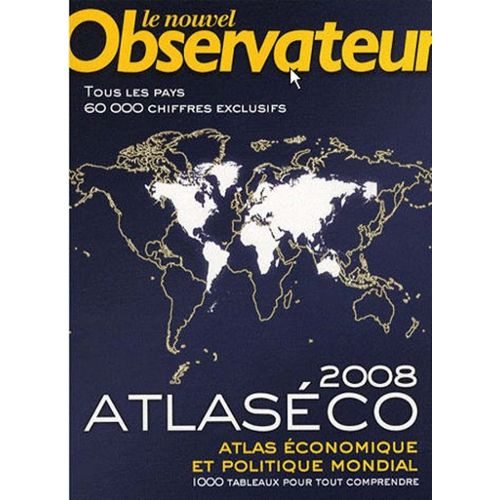 le nouvel
Observateur
TOUS LES PAYS
60 000 CHIFFRES EXCLUSIFS
2008
ATLASÉCO
ATLAS ÉCONOMIQUE
ET POLITIQUE MONDIAL
1000 TABLEAUX POUR TOUT COMPRENDRE